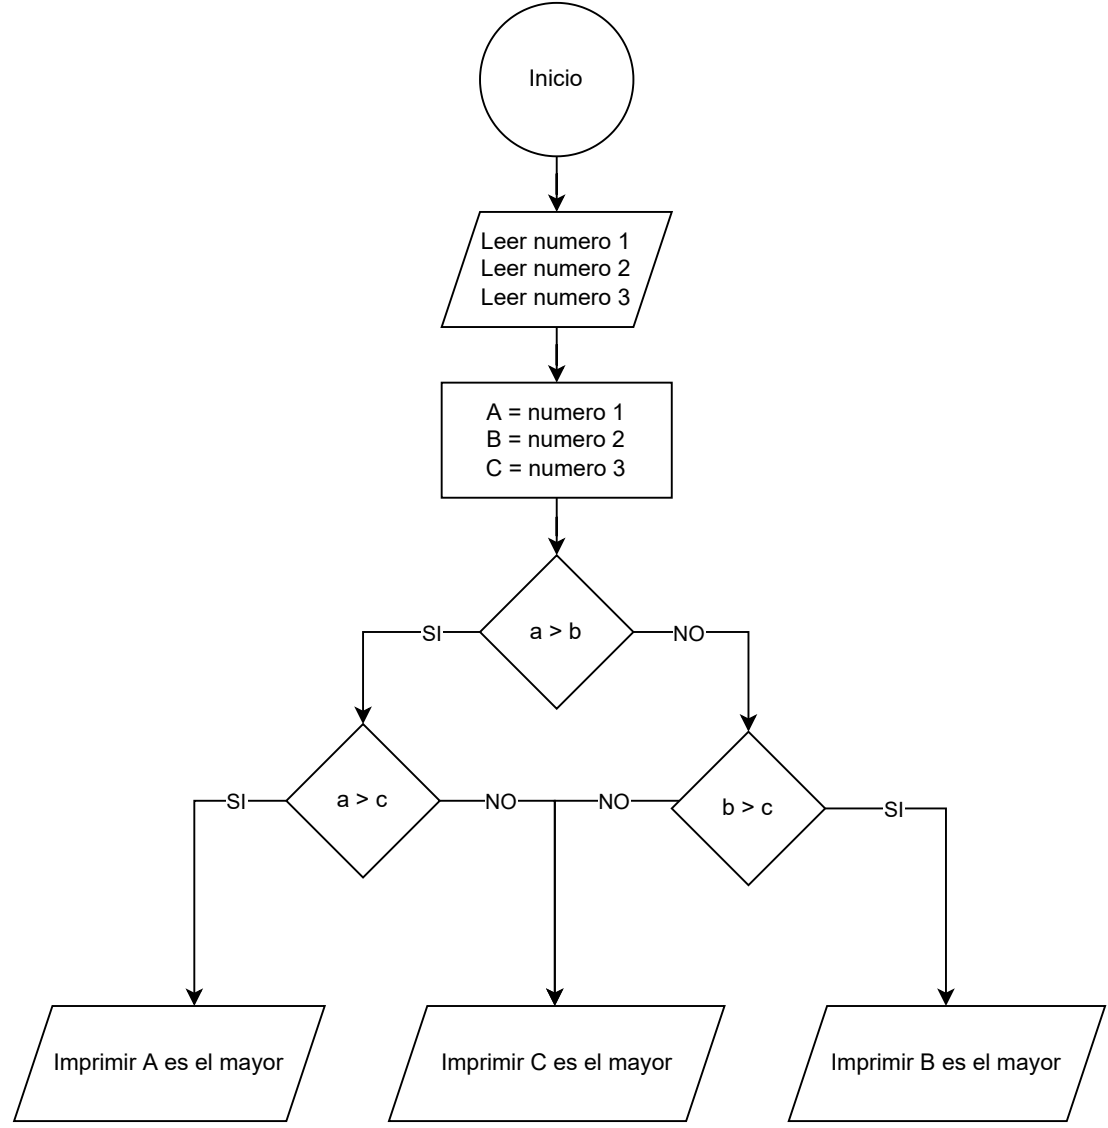 Inicio
Leer numero 1
Leer numero 2
Leer numero 3
A = numero 1
B = numero 2
C = numero 3
a > b
SI
NO
a > c
b > c
SI
NO
NO
SI
Imprimir A es el mayor
Imprimir C es el mayor
Imprimir B es el mayor